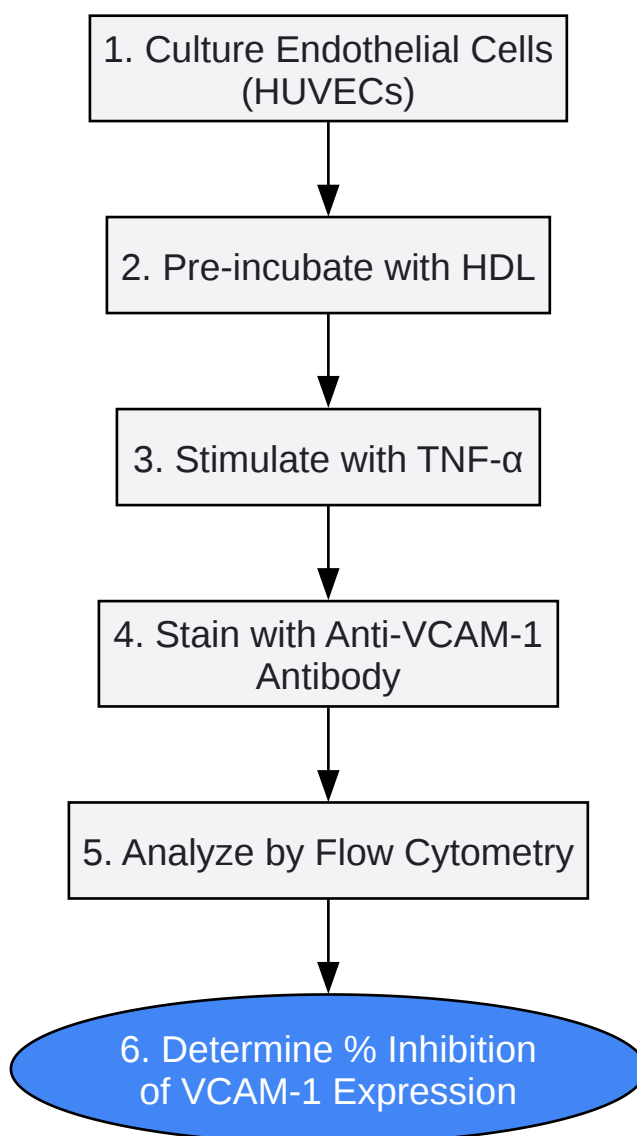 1. Culture Endothelial Cells
(HUVECs)
2. Pre-incubate with HDL
3. Stimulate with TNF-α
4. Stain with Anti-VCAM-1
Antibody
5. Analyze by Flow Cytometry
6. Determine % Inhibition
of VCAM-1 Expression